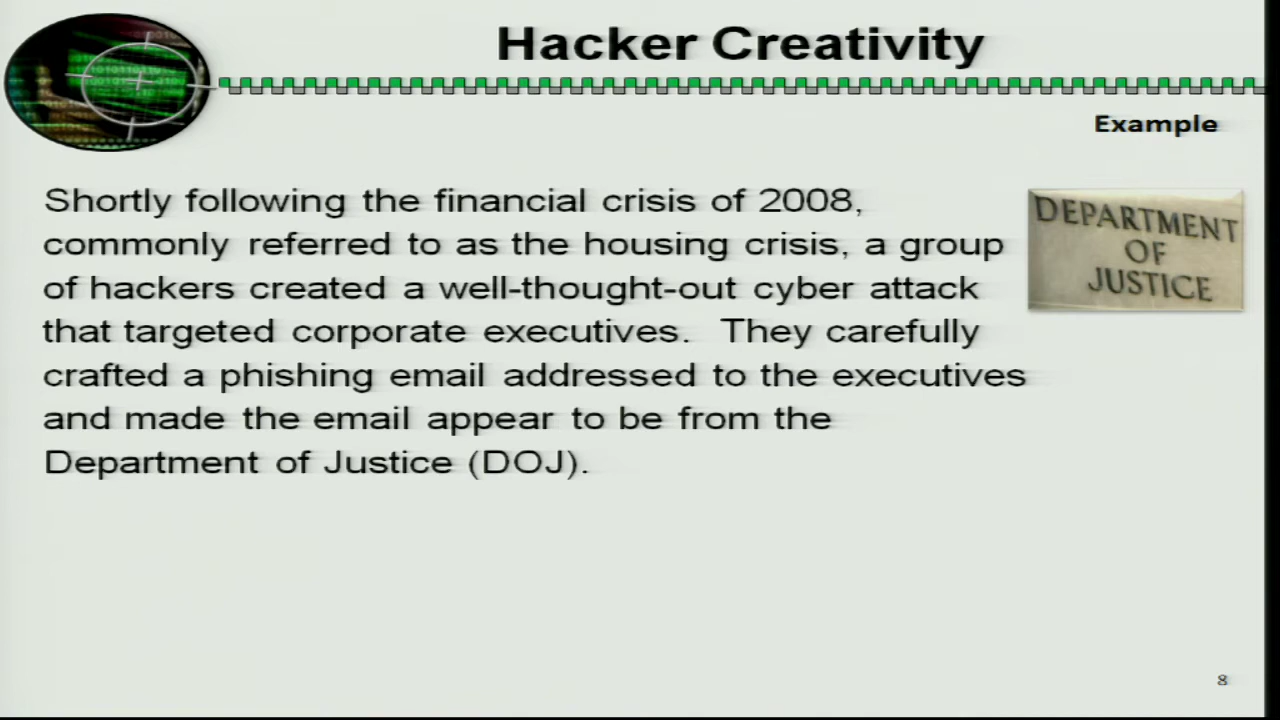 Hacker Creativity
Example
Shortly following the financial crisis of 2008,
commonly referred to as the housing crisis, a group
of hackers created a well-thought-out cyber attack
that targeted corporate executives. They carefully
crafted a phishing email addressed to the executives
and made the email appear to be from the
Department of Justice (DOJ).
DEPARTMENT
OF
JUSTICE
8